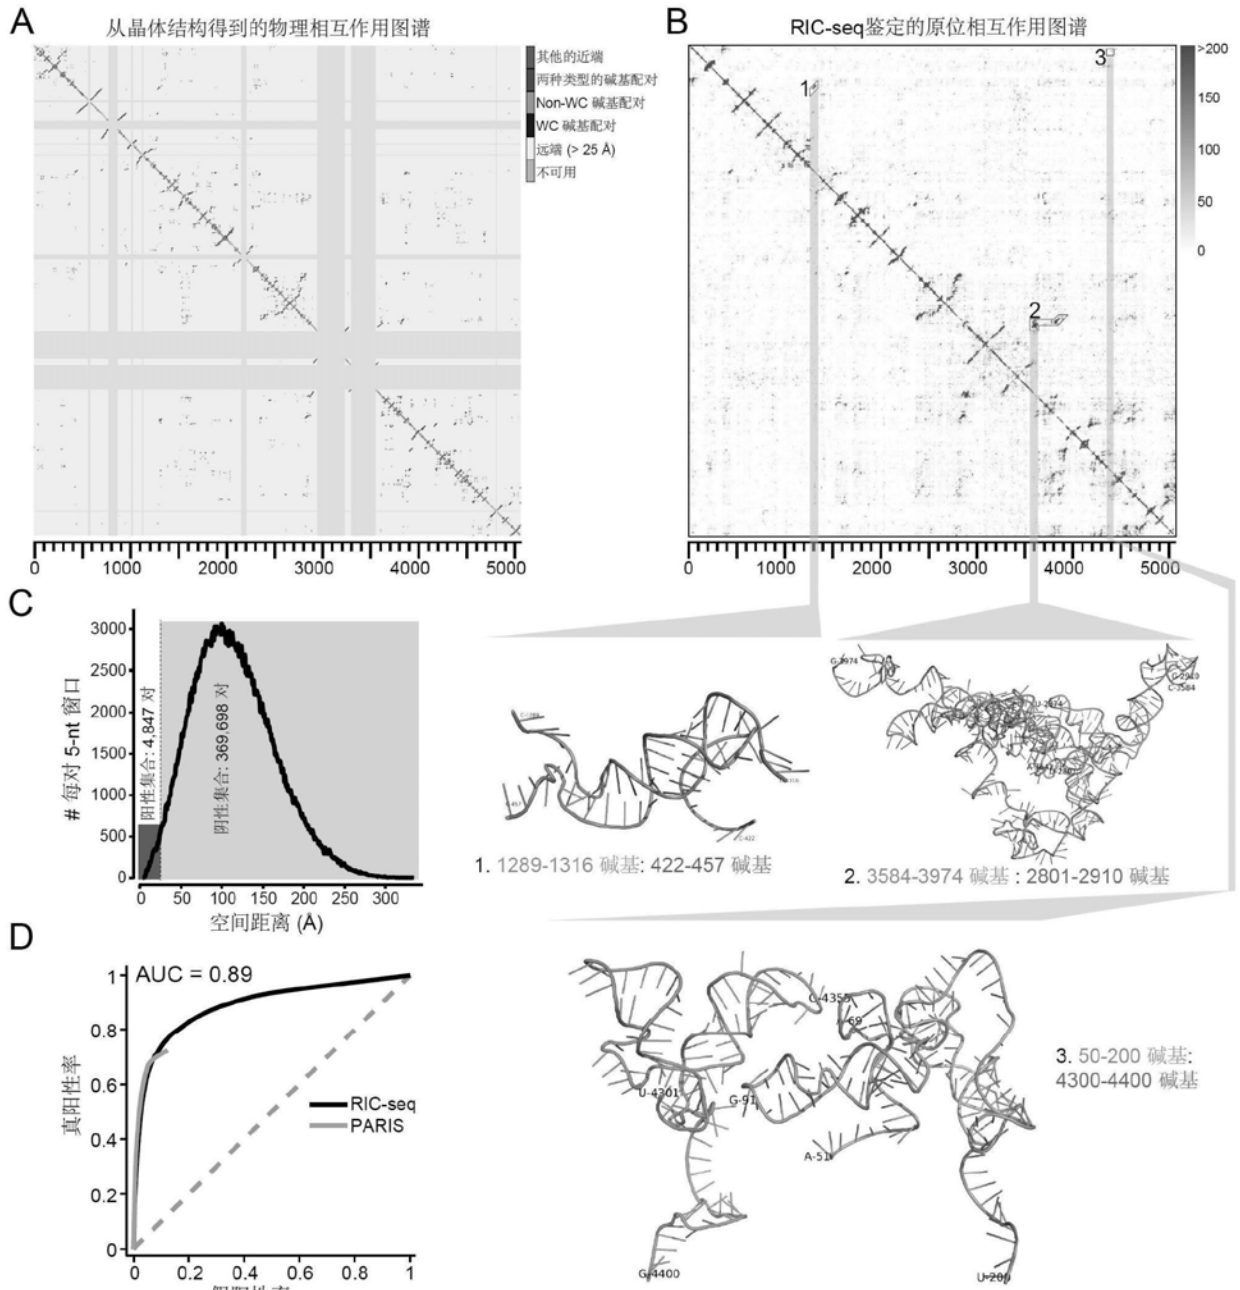 A
从晶体结构得到的物理相互作用图谱
其他的近端
两种类型的碱基配对
Non-WC 碱基配对
WC 碱基配对
远端 (> 25 Å)
不可用
0 1000 2000 3000 4000 5000
B
RIC-seq鉴定的原位相互作用图谱
1
2
3
>200
150
100
50
0
0 1000 2000 3000 4000 5000
C
# 每对 5-nt 窗口
3000
2500
2000
1500
1000
500
0
阳性集合: 4,847 对
阴性集合: 369,698 对
0 50 100 150 200 250 300
空间距离 (Å)
C-457
C-422
1. 1289-1316 碱基: 422-457 碱基
G-3974
G-2910
C-3584
2. 3584-3974 碱基 : 2801-2910 碱基
D
AUC = 0.89
真阳性率
1
0.8
0.6
0.4
0.2
0
RIC-seq
PARIS
0 0.2 0.4 0.6 0.8 1
C-4355
U-4301
G-91
A-51
G-4400
U-200
3. 50-200 碱基:
4300-4400 碱基